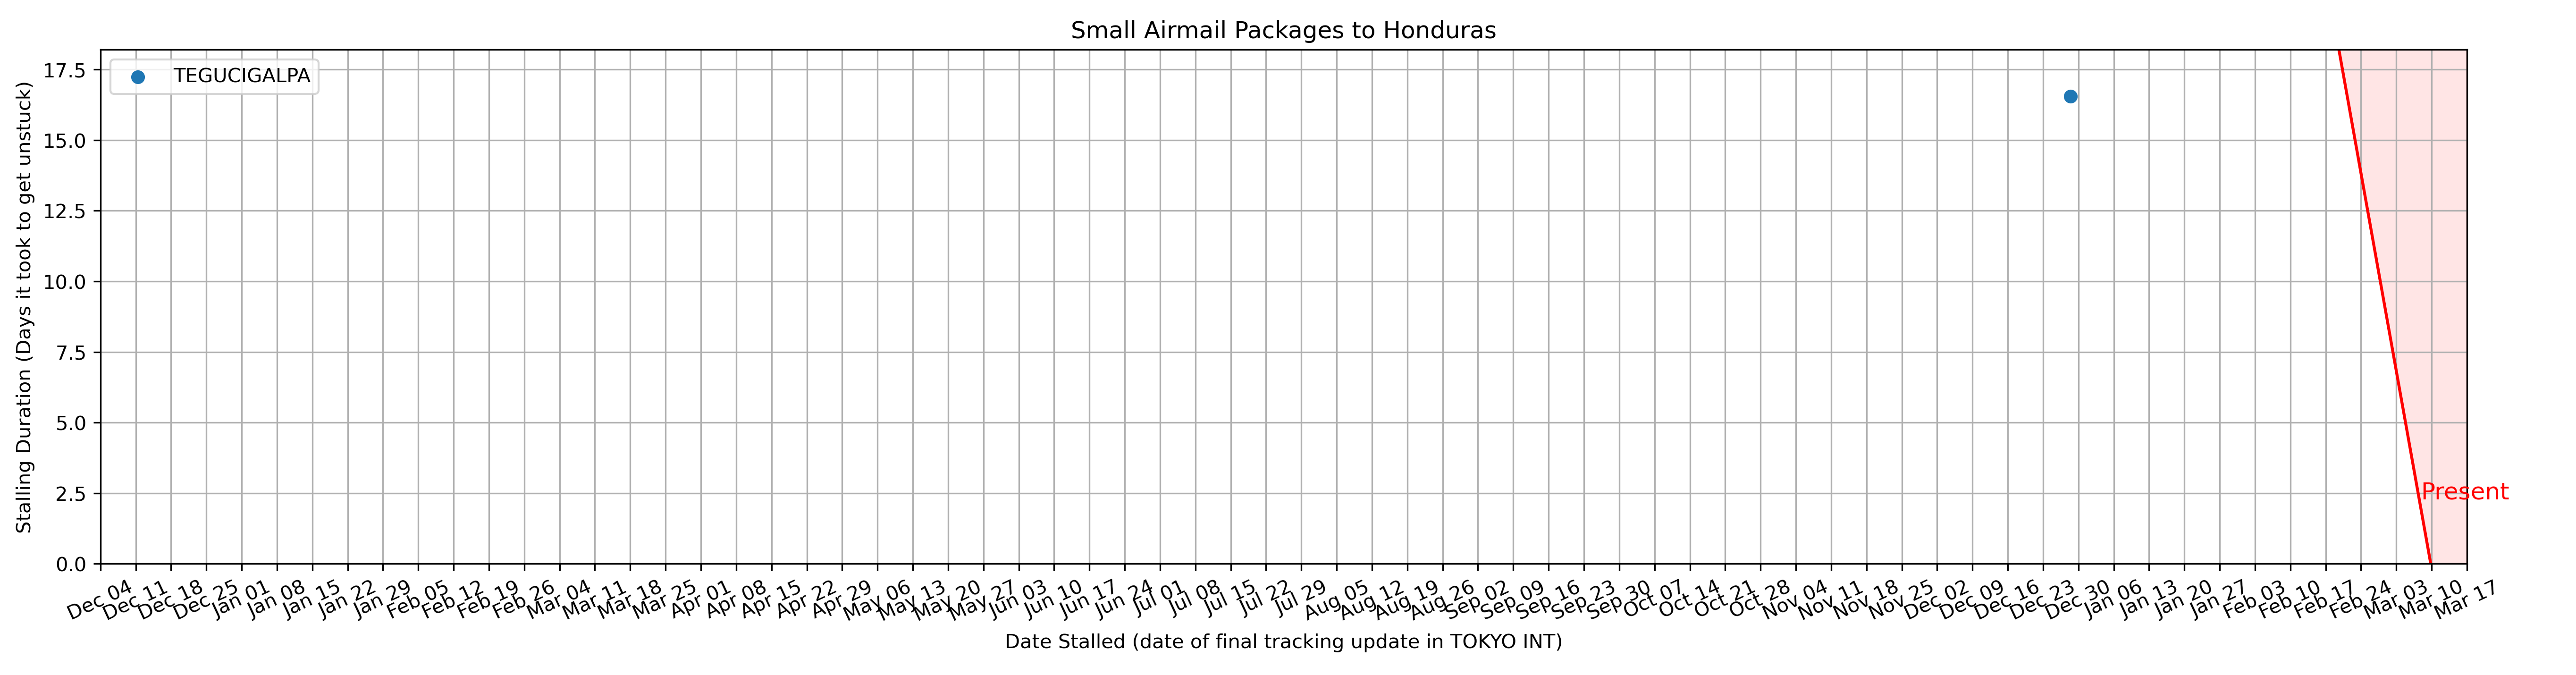 Small Airmail Packages to Honduras
TEGUCIGALPA
Stalling Duration (Days it took to get unstuck)
17.5
15.0
12.5
10.0
7.5
5.0
2.5
0.0
Present
Dec 04 Dec 11 Dec 18 Dec 25 Jan 01 Jan 08 Jan 15 Jan 22 Jan 29 Feb 05 Feb 12 Feb 19 Feb 26 Mar 04 Mar 11 Mar 18 Mar 25 Apr 01 Apr 08 Apr 15 Apr 22 Apr 29 May 06 May 13 May 20 May 27 Jun 03 Jun 10 Jun 17 Jun 24 Jul 01 Jul 08 Jul 15 Jul 22 Jul 29 Aug 05 Aug 12 Aug 19 Aug 26 Sep 02 Sep 09 Sep 16 Sep 23 Sep 30 Oct 07 Oct 14 Oct 21 Oct 28 Nov 04 Nov 11 Nov 18 Nov 25 Dec 02 Dec 09 Dec 16 Dec 23 Dec 30 Jan 06 Jan 13 Jan 20 Jan 27 Feb 03 Feb 10 Feb 17 Feb 24 Mar 03 Mar 10 Mar 17
Date Stalled (date of final tracking update in TOKYO INT)